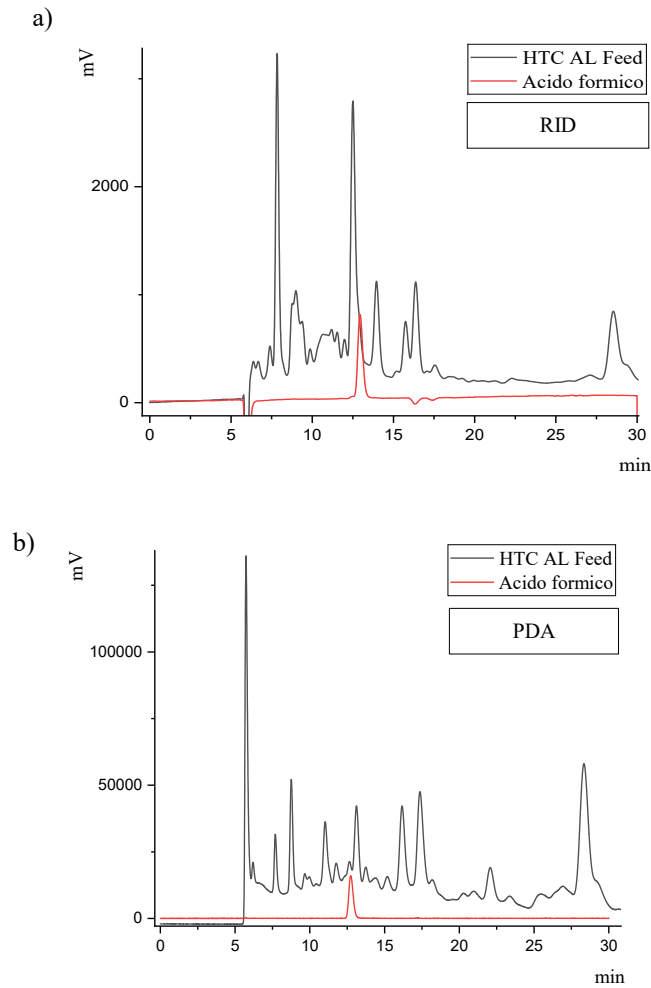 a)
mV
HTC AL Feed
Acido formico
RID
2000
0
0 5 10 15 20 25 30
min
b)
mV
HTC AL Feed
Acido formico
PDA
100000
50000
0
0 5 10 15 20 25 30
min